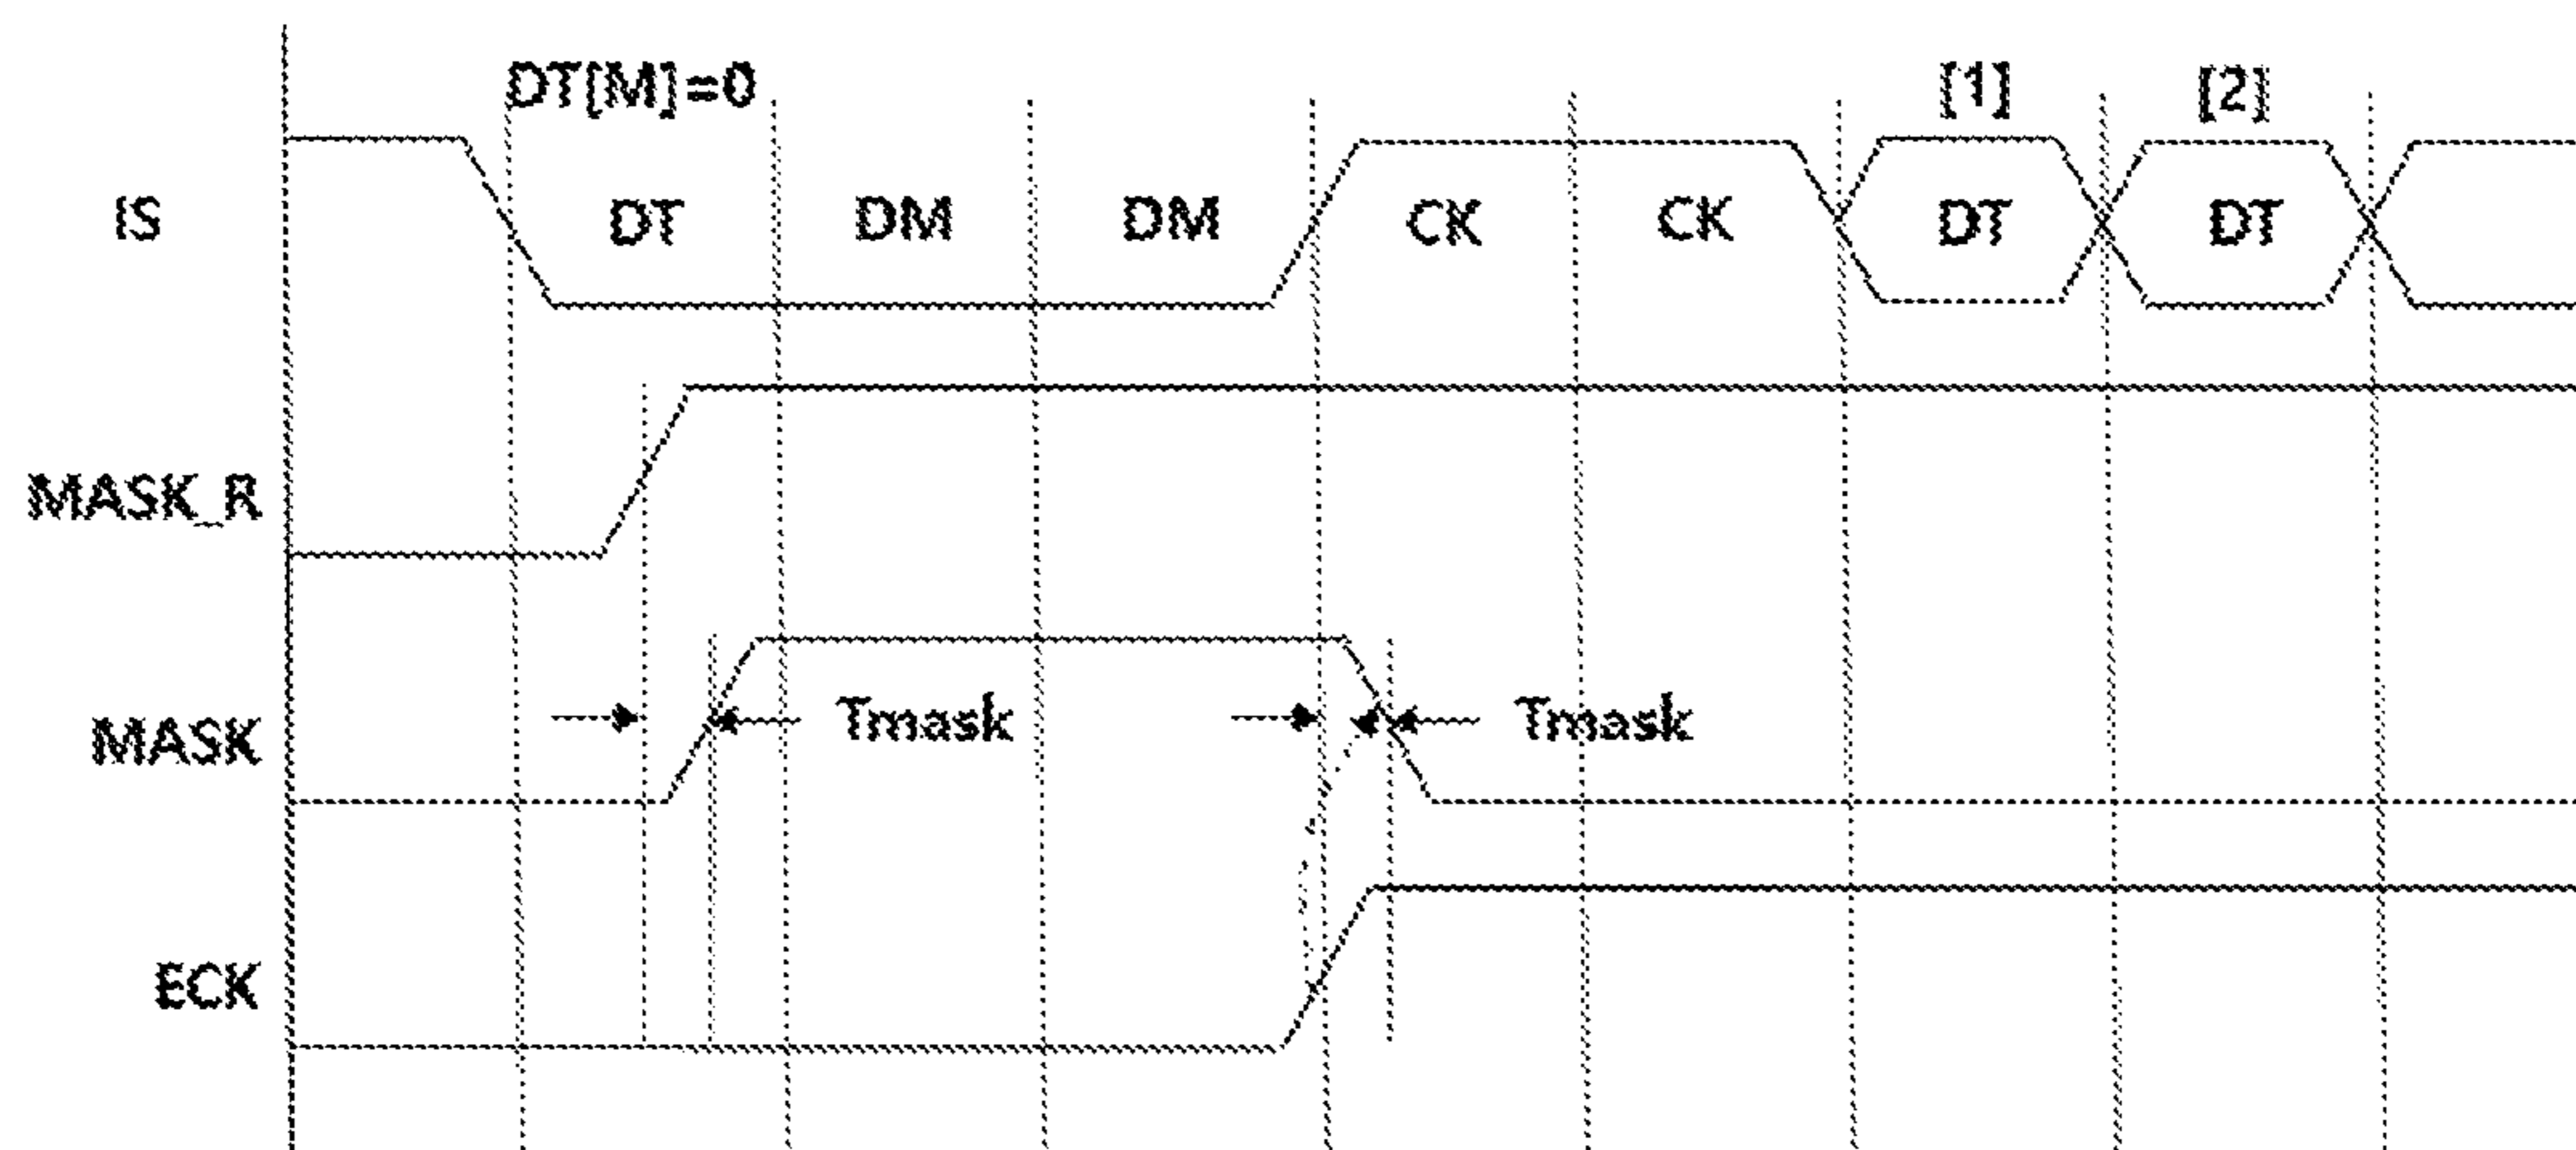 DT[M]=0 [1] [2]
IS DT DM DM CK CK DT DT
MASK_R
MASK Tmask Tmask
ECK